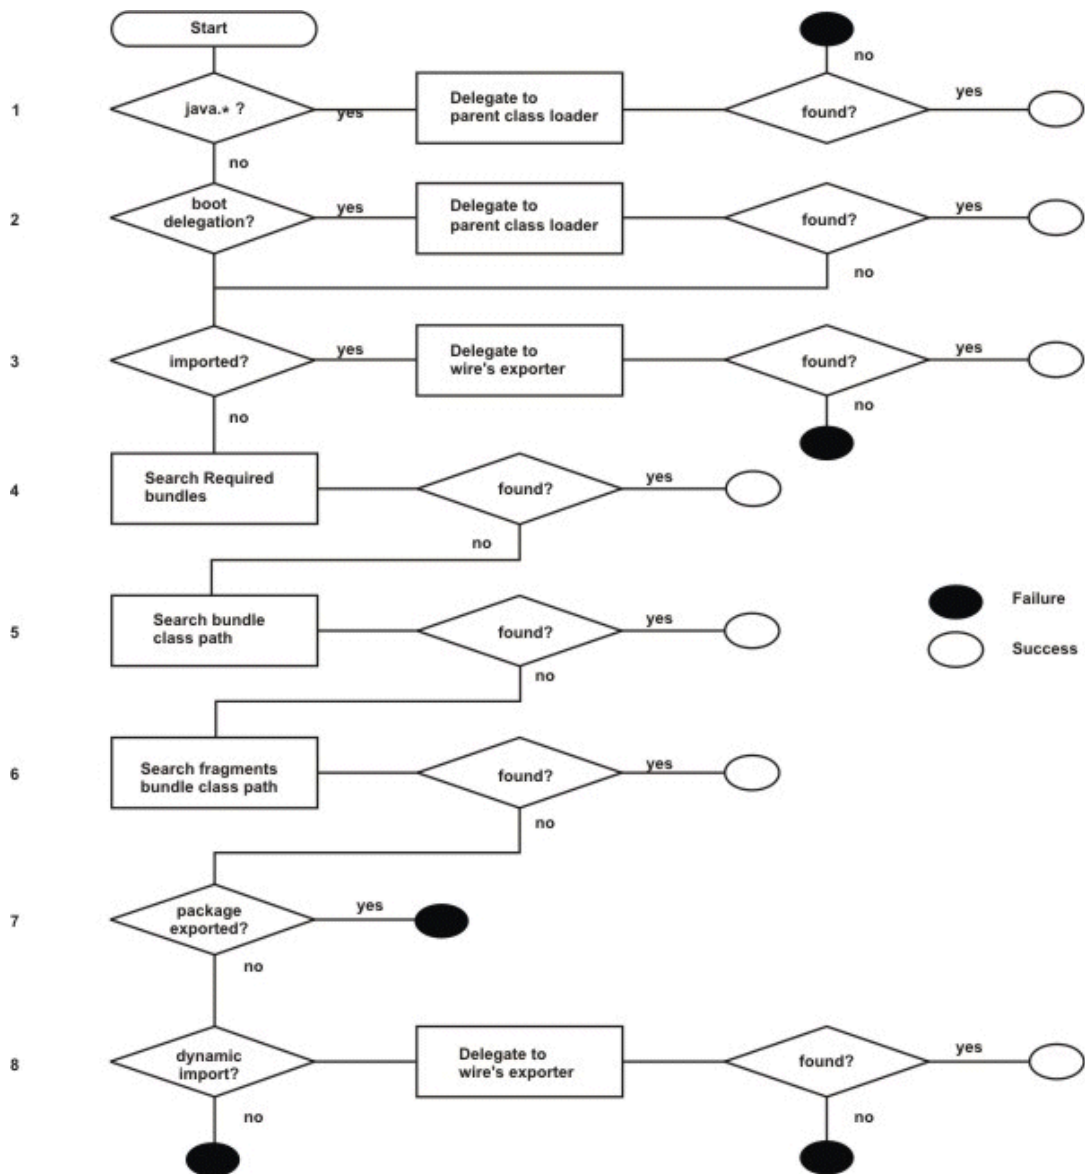 Start
no
1
java.* ?
yes
Delegate to
parent class loader
found?
yes
no
2
boot
delegation?
yes
Delegate to
parent class loader
found?
yes
no
3
imported?
yes
Delegate to
wire's exporter
found?
yes
no
no
4
Search Required
bundles
found?
yes
no
Failure
5
Search bundle
class path
found?
yes
Success
no
6
Search fragments
bundle class path
found?
yes
no
7
package
exported?
yes
no
8
dynamic
import?
Delegate to
wire's exporter
found?
yes
no
no